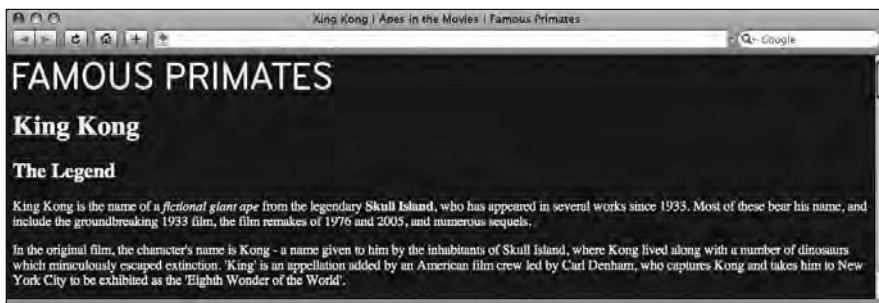 King Kong | Apes in the Movies | Famous Primates
Google
FAMOUS PRIMATES
King Kong
The Legend
King Kong is the name of a fictional giant ape from the legendary Skull Island, who has appeared in several works since 1933. Most of these bear his name, and
include the groundbreaking 1933 film, the film remakes of 1976 and 2005, and numerous sequels.
In the original film, the character's name is Kong - a name given to him by the inhabitants of Skull Island, where Kong lived along with a number of dinosaurs
which miraculously escaped extinction. 'King' is an appellation added by an American film crew led by Carl Denham, who captures Kong and takes him to New
York City to be exhibited as the 'Eighth Wonder of the World'.